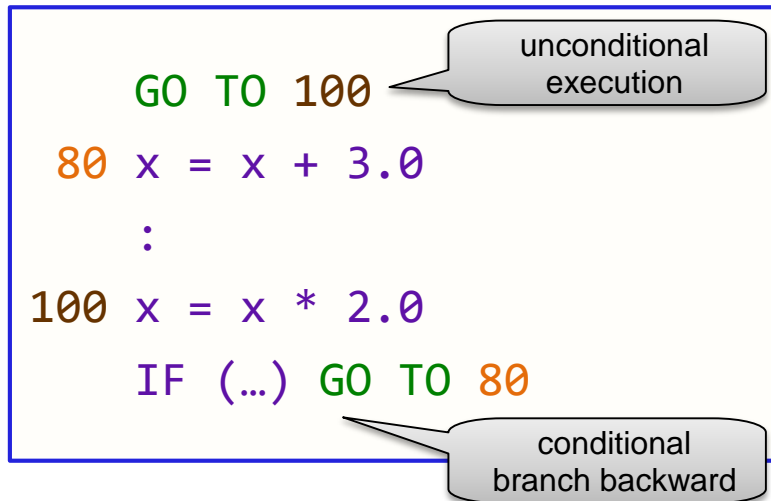 unconditional
execution
GO TO 100
80 x = x + 3.0
:
100 x = x * 2.0
IF (…) GO TO 80
conditional
branch backward